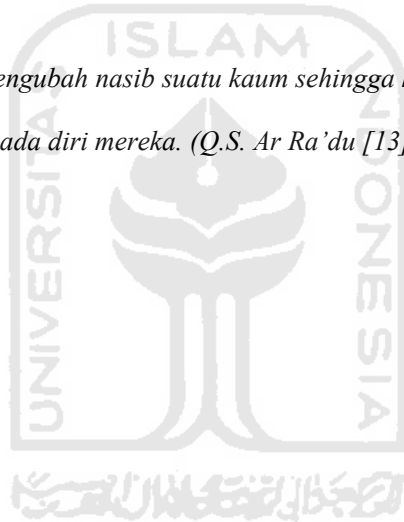 ISLAM
engubah nasib suatu kaum sehingga
ada diri mereka. (Q.S. Ar Ra’du [13]
UNIVERSITAS
INDONESIA